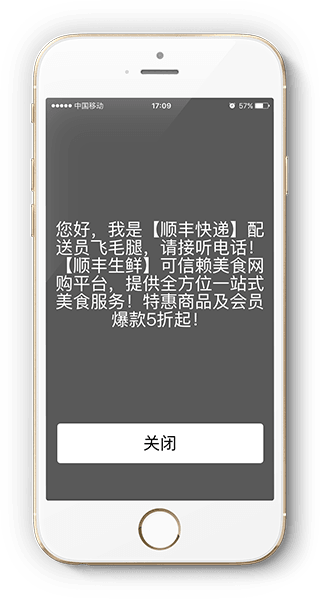 中国移动 17:09 57%
您好，我是【顺丰快递】配
送员飞毛腿，请接听电话！
【顺丰生鲜】可信赖美食网
购平台，提供全方位一站式
美食服务！特惠商品及会员
爆款5折起！
关闭